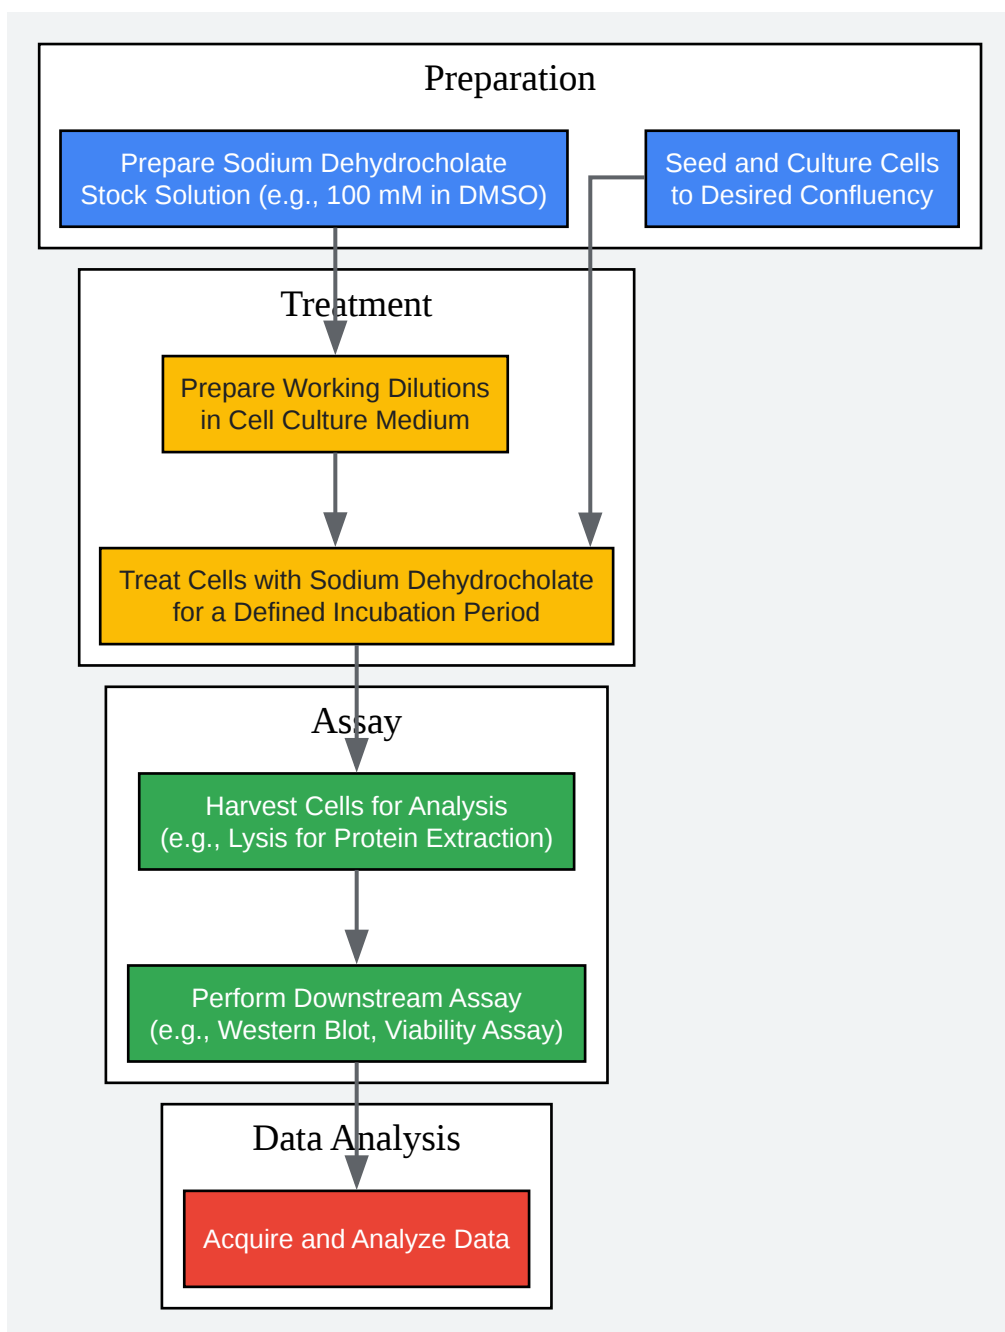 Preparation
Prepare Sodium Dehydrocholate
Stock Solution (e.g., 100 mM in DMSO)
Seed and Culture Cells
to Desired Confluency
Treatment
Prepare Working Dilutions
in Cell Culture Medium
Treat Cells with Sodium Dehydrocholate
for a Defined Incubation Period
Assay
Harvest Cells for Analysis
(e.g., Lysis for Protein Extraction)
Perform Downstream Assay
(e.g., Western Blot, Viability Assay)
Data Analysis
Acquire and Analyze Data